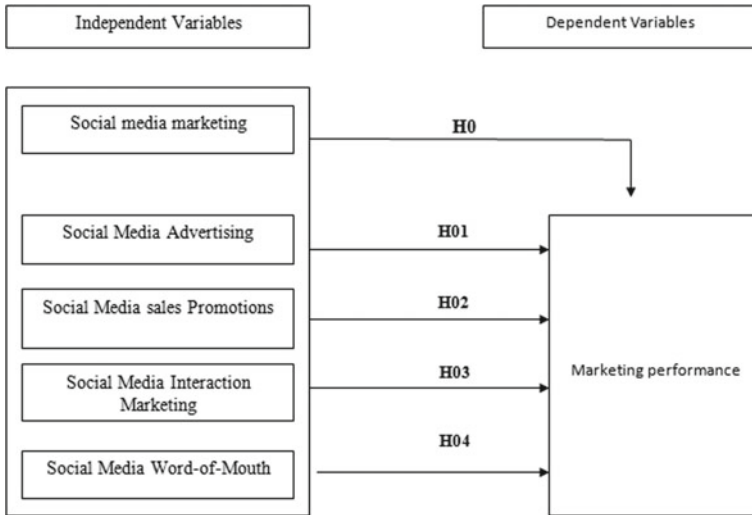 Independent Variables
Dependent Variables
Social media marketing
H0
Social Media Advertising
H01
Social Media sales Promotions
H02
Social Media Interaction
Marketing
H03
Marketing performance
Social Media Word-of-Mouth
H04